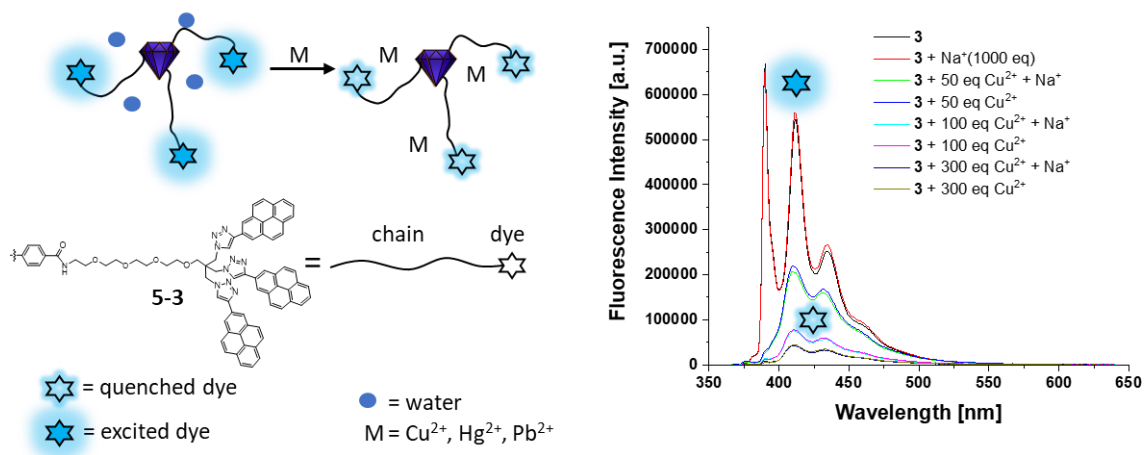 water
M
M
M
M
N=N
N
O
N
H
O
O
O
O
N
N=N
N
N
N
5-3
=
chain
dye
= quenched dye
= excited dye
= water
M = Cu²⁺, Hg²⁺, Pb²⁺
3
3 + Na⁺(1000 eq)
3 + 50 eq Cu²⁺ + Na⁺
3 + 50 eq Cu²⁺
3 + 100 eq Cu²⁺ + Na⁺
3 + 100 eq Cu²⁺
3 + 300 eq Cu²⁺ + Na⁺
3 + 300 eq Cu²⁺
Fluorescence Intensity [a.u.]
700000
600000
500000
400000
300000
200000
100000
0
350
400
450
500
550
600
650
Wavelength [nm]